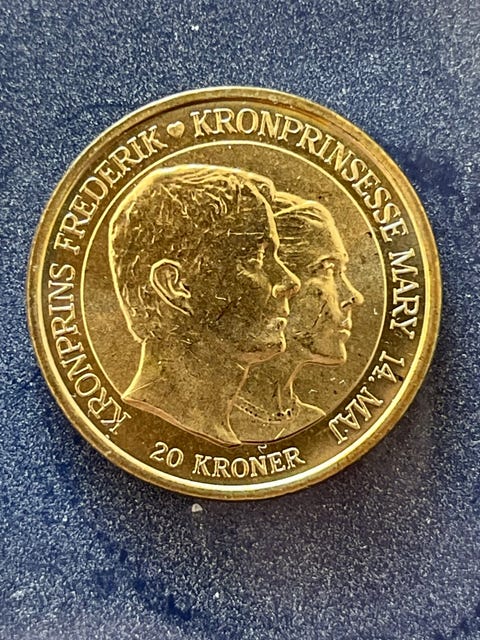 KRONPRINS FREDERIK ♥ KRONPRINSESSE MARY 14. MAJ
20 KRONER